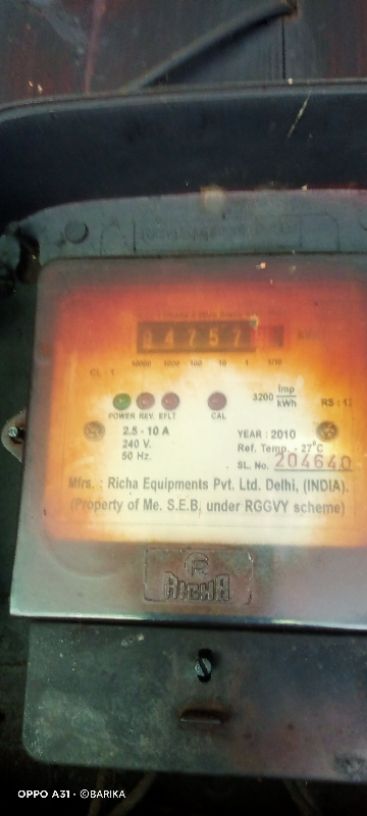 04757
10000 1000 100 10 1 1/10
CL : 1
3200 imp/kWh
POWER REV. EFLT CAL
2.5 - 10 A
240 V.
50 Hz.
YEAR : 2010
Ref. Temp. - 27°C
SL. No. 204640
Mfrs. : Richa Equipments Pvt. Ltd. Delhi, (INDIA).
(Property of Me. S.E.B. under RGGVY scheme)
RICHA
OPPO A31 · ©BARIKA